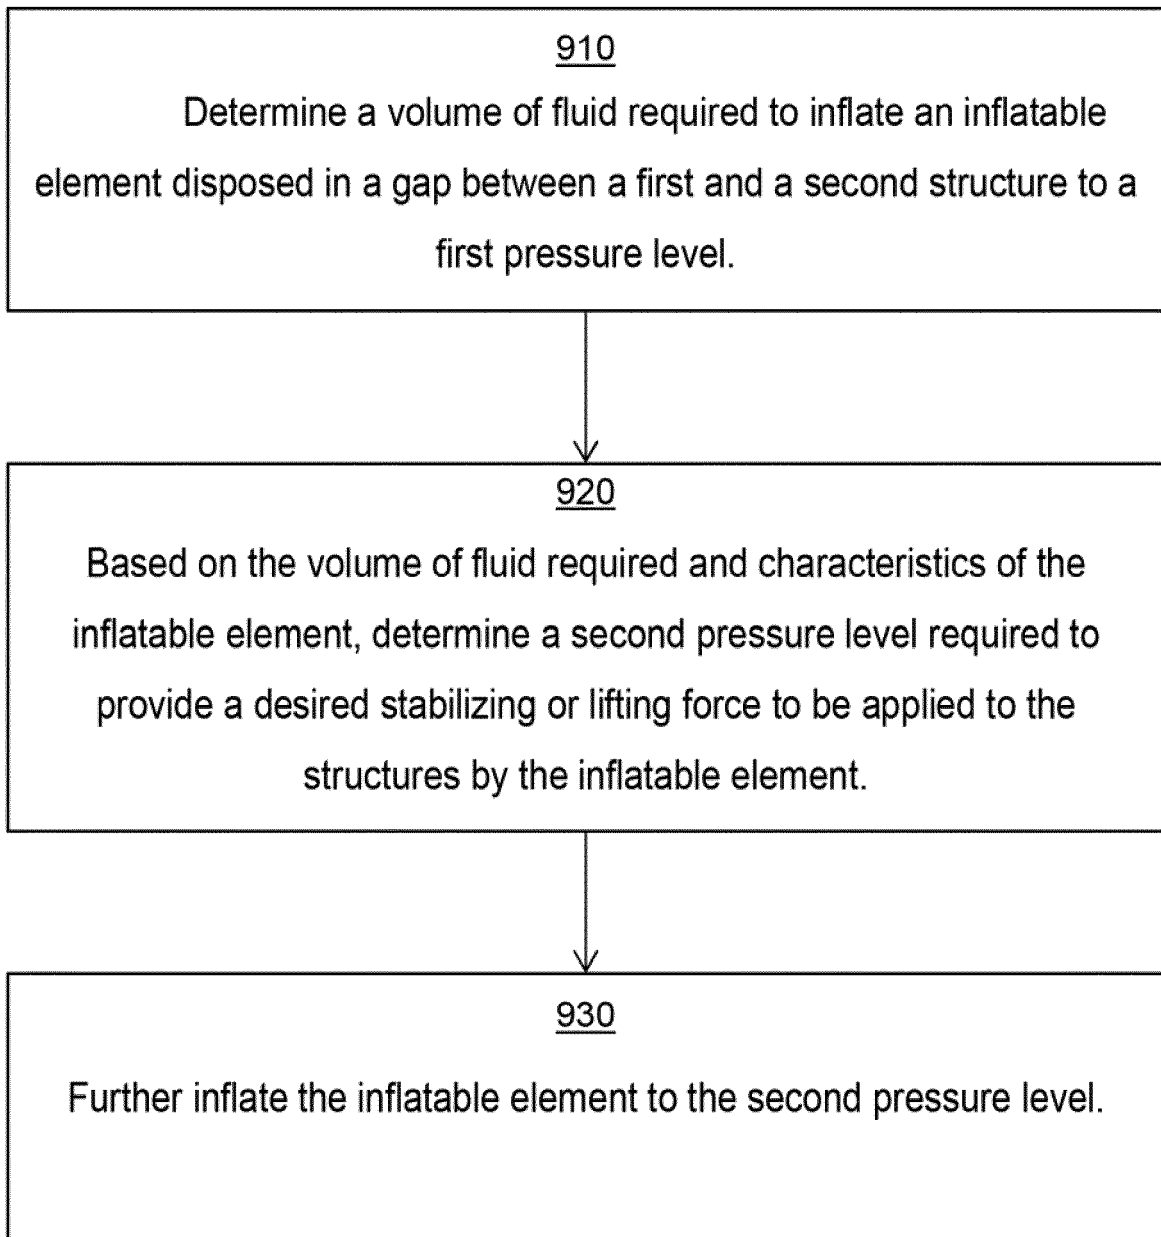 910
Determine a volume of fluid required to inflate an inflatable
element disposed in a gap between a first and a second structure to a
first pressure level.
920
Based on the volume of fluid required and characteristics of the
inflatable element, determine a second pressure level required to
provide a desired stabilizing or lifting force to be applied to the
structures by the inflatable element.
930
Further inflate the inflatable element to the second pressure level.